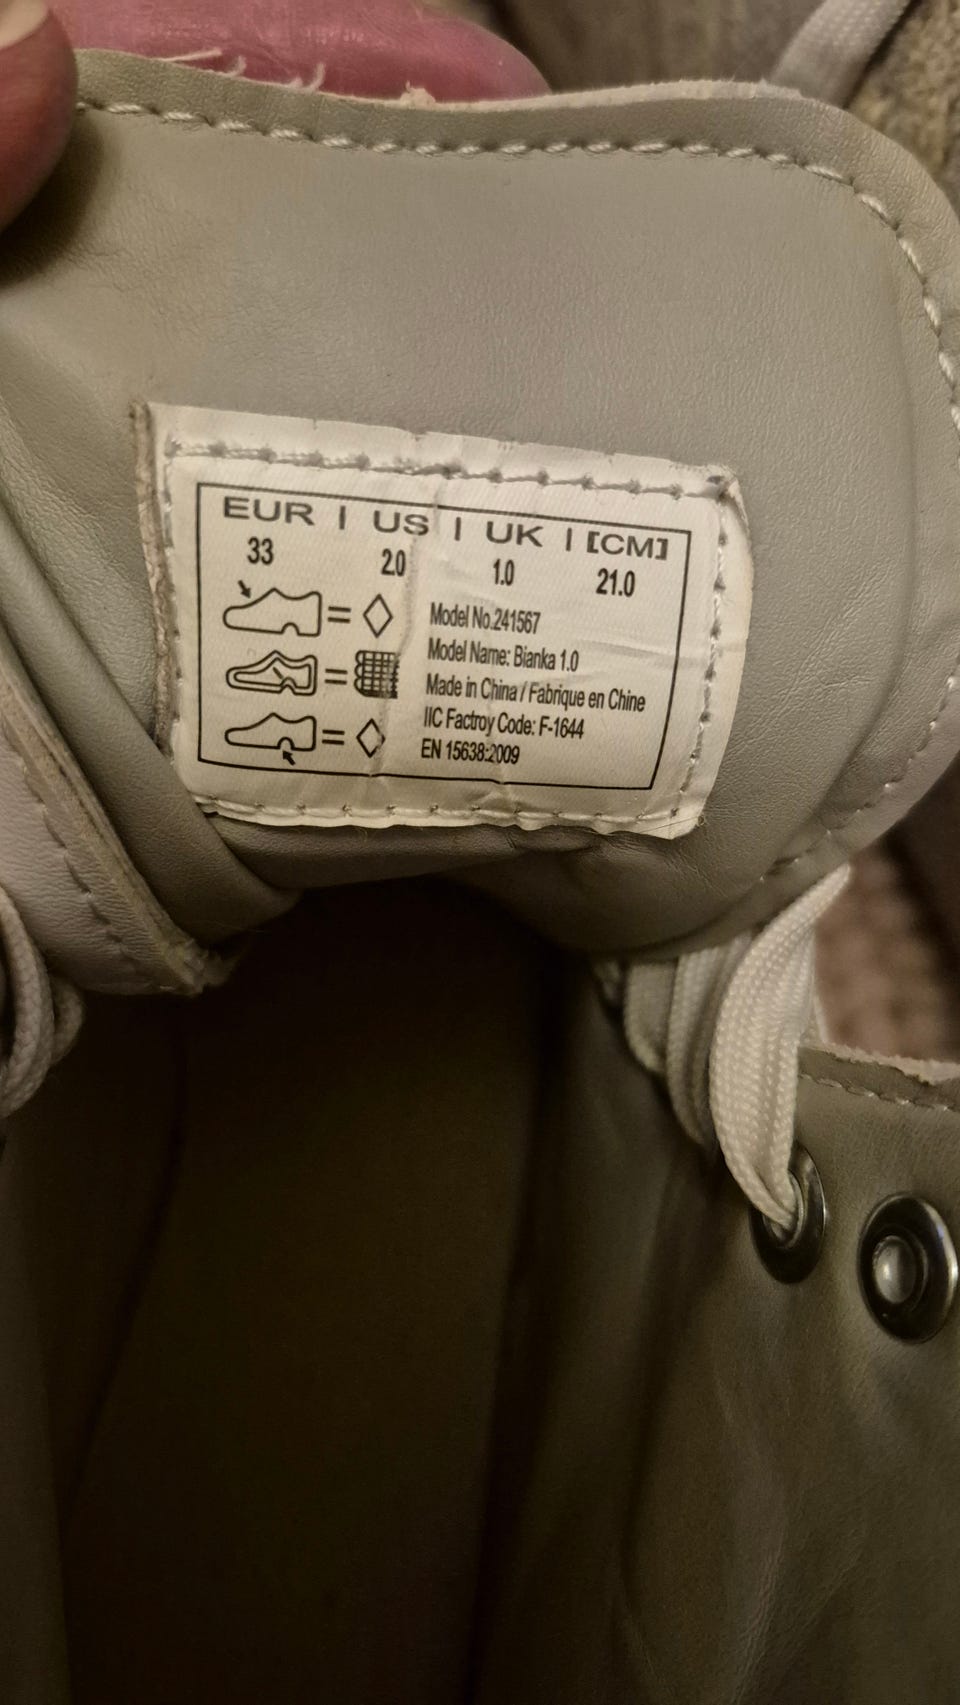 EUR | US | UK | [CM]
33 2.0 1.0 21.0
Model No.241567
Model Name: Bianka 1.0
Made in China / Fabrique en Chine
IIC Factroy Code: F-1644
EN 15638:2009